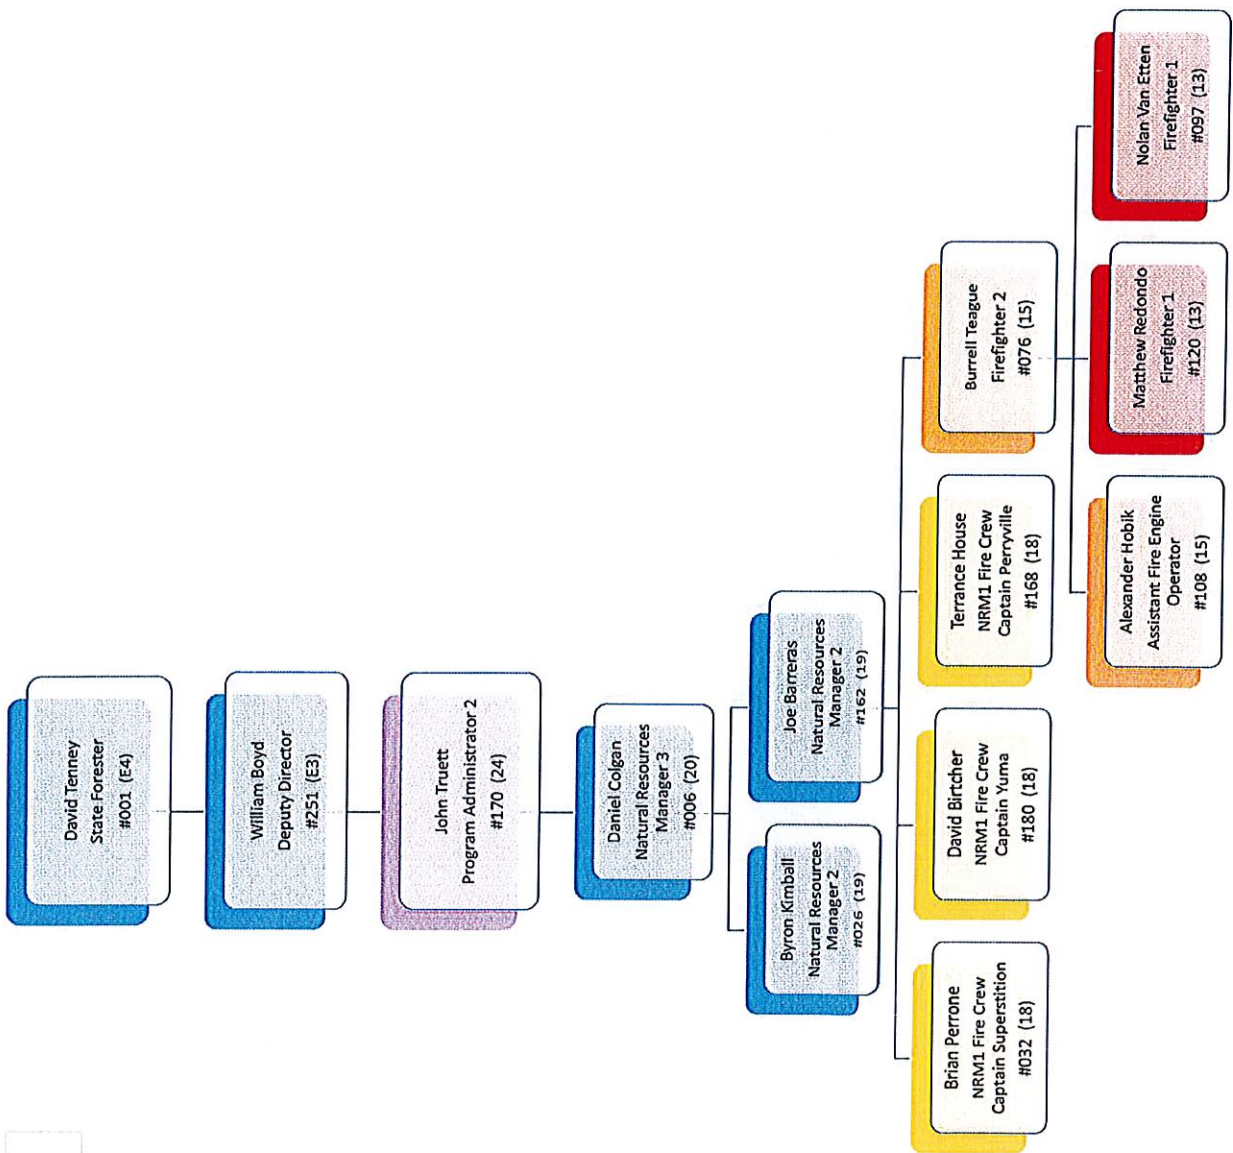 David Tenney
State Forester
#001 (E4)
William Boyd
Deputy Director
#251 (E3)
John Truett
Program Administrator 2
#170 (24)
Daniel Colgan
Natural Resources
Manager 3
#006 (20)
Byron Kimball
Natural Resources
Manager 2
#026 (19)
Joe Barreras
Natural Resources
Manager 2
#162 (19)
Brian Perrone
NRM1 Fire Crew
Captain Superstition
#032 (18)
David Birtcher
NRM1 Fire Crew
Captain Yuma
#180 (18)
Terrance House
NRM1 Fire Crew
Captain Perryville
#168 (18)
Burrell Teague
Firefighter 2
#076 (15)
Alexander Hobik
Assistant Fire Engine
Operator
#108 (15)
Matthew Redondo
Firefighter 1
#120 (13)
Nolan Van Etten
Firefighter 1
#097 (13)